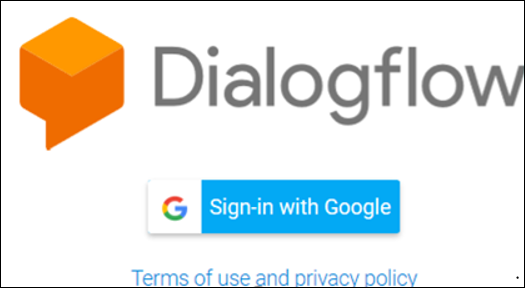 Dialogflow
Sign-in with Google
Terms of use and privacy policy